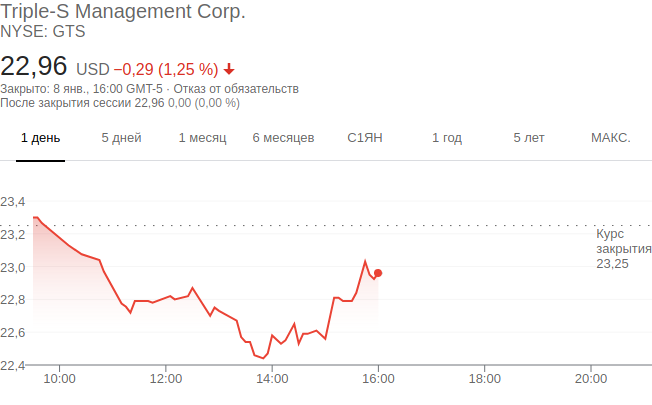 Triple-S Management Corp.
NYSE: GTS
22,96 USD −0,29 (1,25 %)
Закрыто: 8 янв., 16:00 GMT-5 · Отказ от обязательств
После закрытия сессии 22,96 0,00 (0,00 %)
1 день 5 дней 1 месяц 6 месяцев С1ЯН 1 год 5 лет МАКС.
23,4
23,2
23,0
22,8
22,6
22,4
Курс
закрытия
23,25
10:00 12:00 14:00 16:00 18:00 20:00